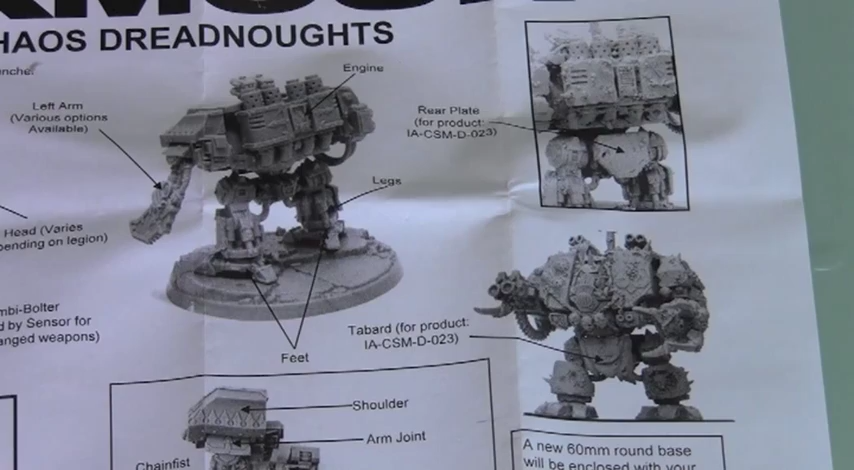 HAOS DREADNOUGHTS
Engine
Left Arm
(Various options
Available)
Rear Plate
(for product:
IA-CSM-D-023)
Legs
Head (Varies
pending on legion)
mbi-Bolter
d by Sensor for
anged weapons)
Tabard (for product:
IA-CSM-D-023)
Feet
Shoulder
Arm Joint
Chainfist
A new 60mm round base
will be enclosed with your